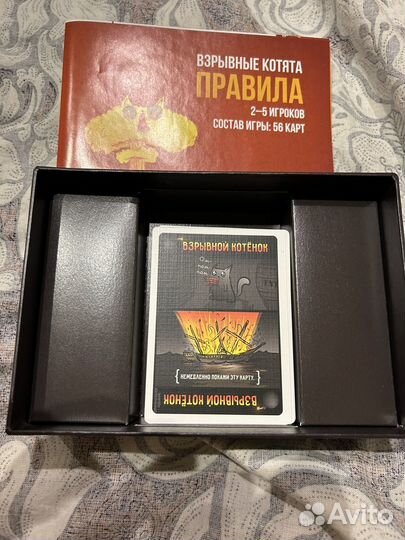 ВЗРЫВНЫЕ КОТЯТА
ПРАВИЛА
2–5 ИГРОКОВ
СОСТАВ ИГРЫ: 56 КАРТ
ВЗРЫВНОЙ КОТЁНОК
НЕМЕДЛЕННО ПОКАЖИ ЭТУ КАРТУ.
ВЗРЫВНОЙ КОТЁНОК
Avito